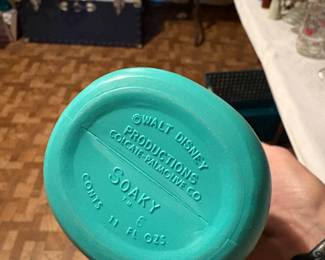 ©WALT DISNEY
PRODUCTIONS
COLGATE-PALMOLIVE CO
SOAKY
CONTS 11 FL OZS